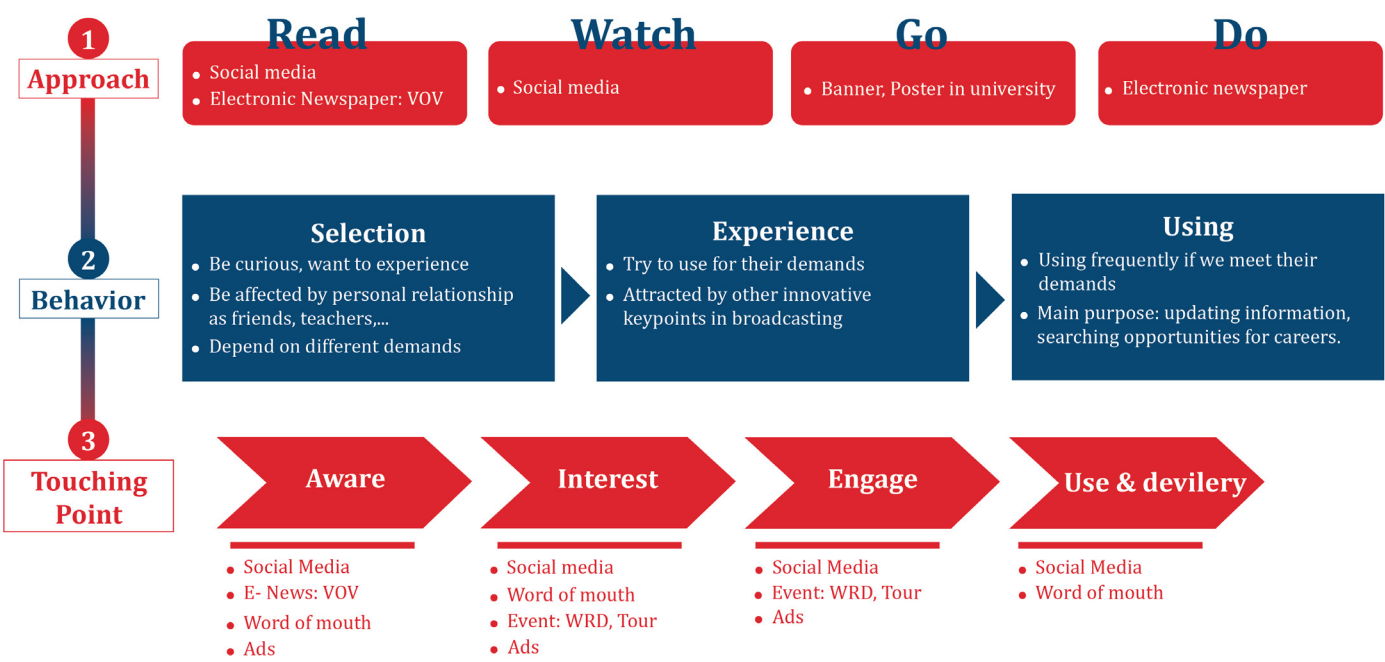 1
Approach
Read
Social media
Electronic Newspaper: VOV
Watch
Social media
Go
Banner, Poster in university
Do
Electronic newspaper
2
Behavior
Selection
Be curious, want to experience
Be affected by personal relationship
as friends, teachers,...
Depend on different demands
Experience
Try to use for their demands
Attracted by other innovative
keypoints in broadcasting
Using
Using frequently if we meet their
demands
Main purpose: updating information,
searching opportunities for careers.
3
Touching
Point
Aware
Social Media
E- News: VOV
Word of mouth
Ads
Interest
Social media
Word of mouth
Event: WRD, Tour
Ads
Engage
Social Media
Event: WRD, Tour
Ads
Use & devilery
Social Media
Word of mouth